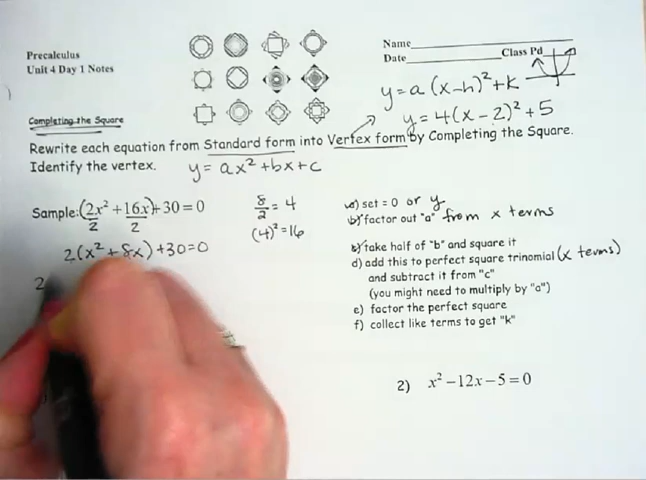 Precalculus
Unit 4 Day 1 Notes
Name
Date
Class Pd
y = a(x-h)² + k
y = 4(x-2)² + 5
Completing the Square
Rewrite each equation from Standard form into Vertex form by Completing the Square.
Identify the vertex. y = ax² + bx + c
Sample: (2x² + 16x) + 30 = 0
2 2
8/2 = 4
(4)² = 16
2(x² + 8x) + 30 = 0
2
a) set = 0 or y
b) factor out "a" from x terms
take half of "b" and square it
d) add this to perfect square trinomial (x terms)
and subtract it from "c"
(you might need to multiply by "a")
e) factor the perfect square
f) collect like terms to get "k"
2) x² - 12x - 5 = 0